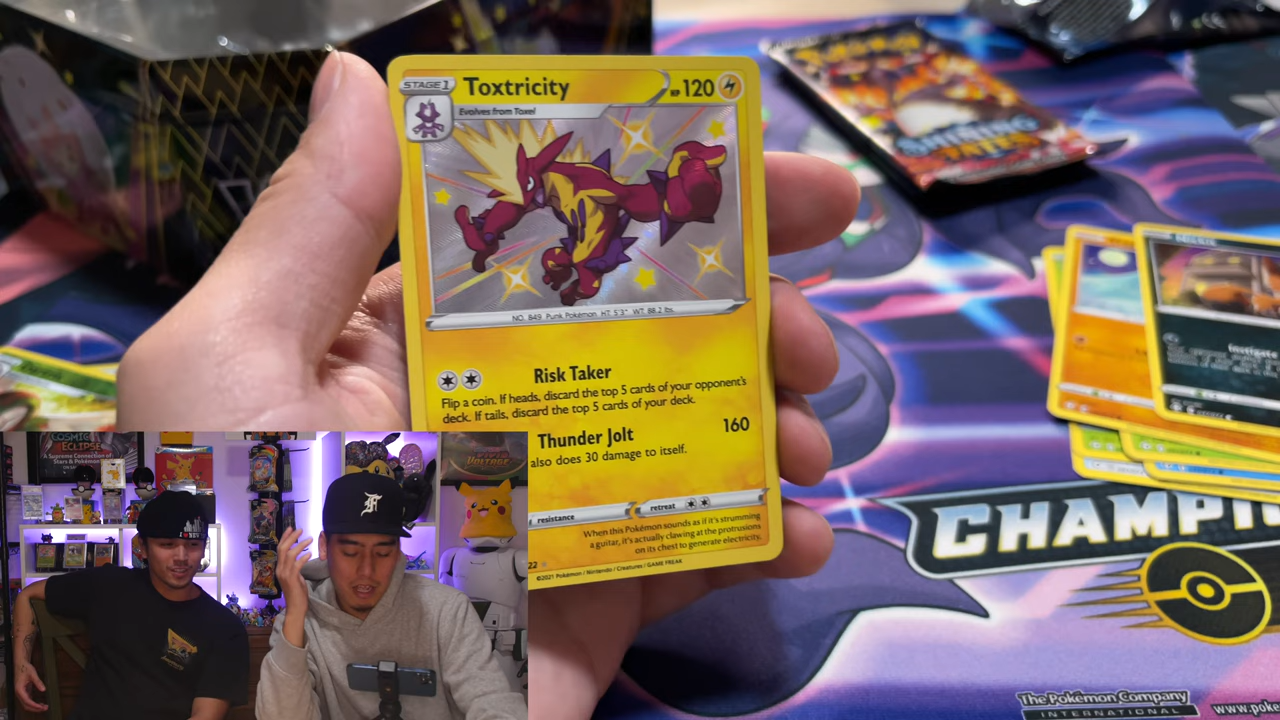 STAGE 1
Toxtricity
HP 120
Evolves from Toxel
NO. 849 Punk Pokémon HT. 5'3" WT. 88.2 lbs.
Risk Taker
Flip a coin. If heads, discard the top 5 cards of your opponent's
deck. If tails, discard the top 5 cards of your deck.
Thunder Jolt 160
also does 30 damage to itself.
resistance
retreat
When this Pokémon sounds as if it's strumming
a guitar, it's actually clawing at the protrusions
on its chest to generate electricity.
22
©2021 Pokémon / Nintendo / Creatures / GAME FREAK
SHINING
FATES
Instigate
CHAMPI
The Pokémon Company
INTERNATIONAL
www.poke
COSMIC
ECLIPSE
A Supreme Connection of
Stars & Pokémon
VIVID
VOLTAGE